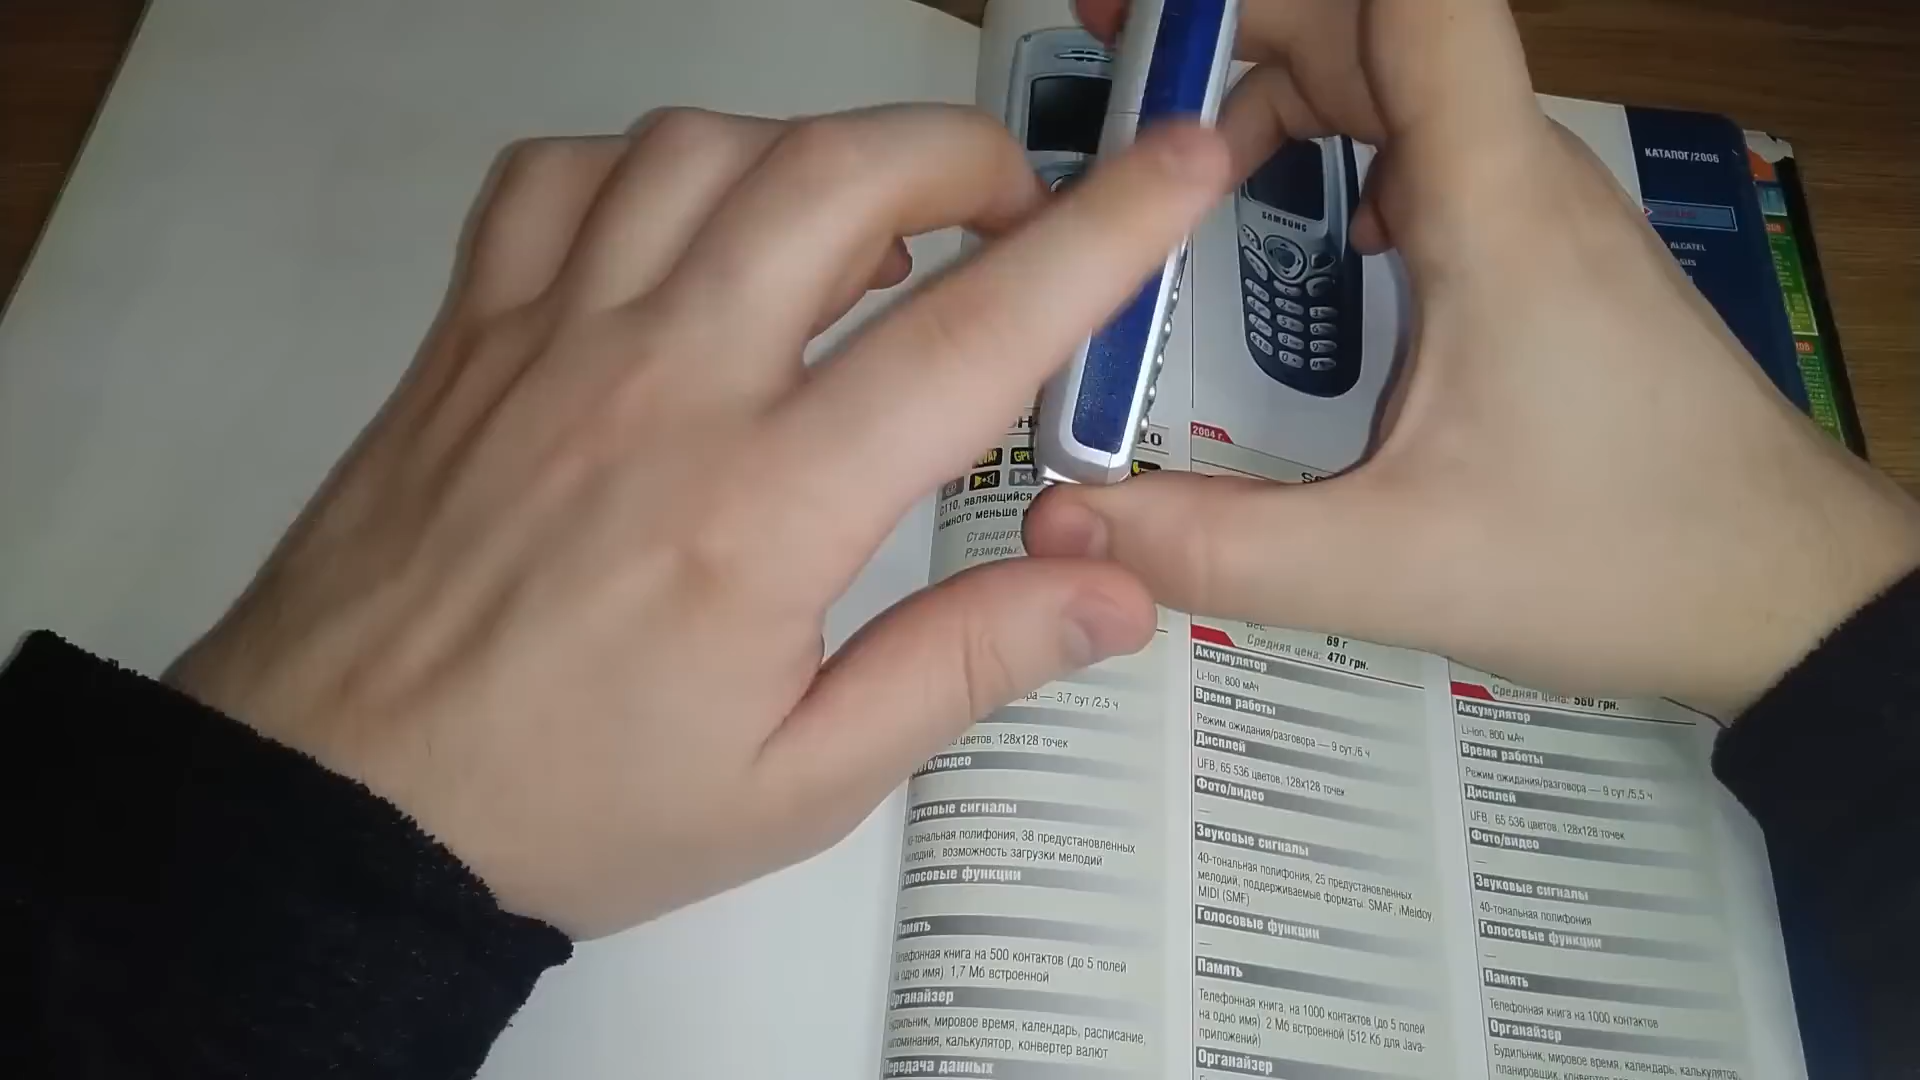 КАТАЛОГ/2006
ALCATEL
SAMSUNG
2004 г.
C110, являющийся
немного меньше
Стандарт:
Размеры:
3,7 сут /2,5 ч
цветов, 128x128 точек
Фото/видео
Звуковые сигналы
40-тональная полифония, 38 предустановленных
мелодий, возможность загрузки мелодий
Голосовые функции
—
Память
Телефонная книга на 500 контактов (до 5 полей
на одно имя) 1,7 Мб встроенной
Органайзер
Будильник, мировое время, календарь, расписание,
напоминания, калькулятор, конвертер валют
Передача данных
Вес: 69 г
Средняя цена: 470 грн.
Аккумулятор
Li-Ion, 800 мАч
Время работы
Режим ожидания/разговора — 9 сут./6 ч
Дисплей
UFB, 65 536 цветов, 128x128 точек
Фото/видео
—
Звуковые сигналы
40-тональная полифония, 25 предустановленных
мелодий, поддерживаемые форматы: SMAF, iMeldoy,
MIDI (SMF)
Голосовые функции
—
Память
Телефонная книга, на 1000 контактов (до 5 полей
на одно имя) 2 Мб встроенной (512 Кб для Java-
приложений)
Органайзер
Средняя цена: 560 грн.
Аккумулятор
Li-Ion, 800 мАч
Время работы
Режим ожидания/разговора — 9 сут /5,5 ч
Дисплей
UFB, 65 536 цветов, 128x128 точек
Фото/видео
—
Звуковые сигналы
40-тональная полифония
Голосовые функции
—
Память
Телефонная книга на 1000 контактов
Органайзер
Будильник, мировое время, календарь, калькулятор,
планировщик, конвертер